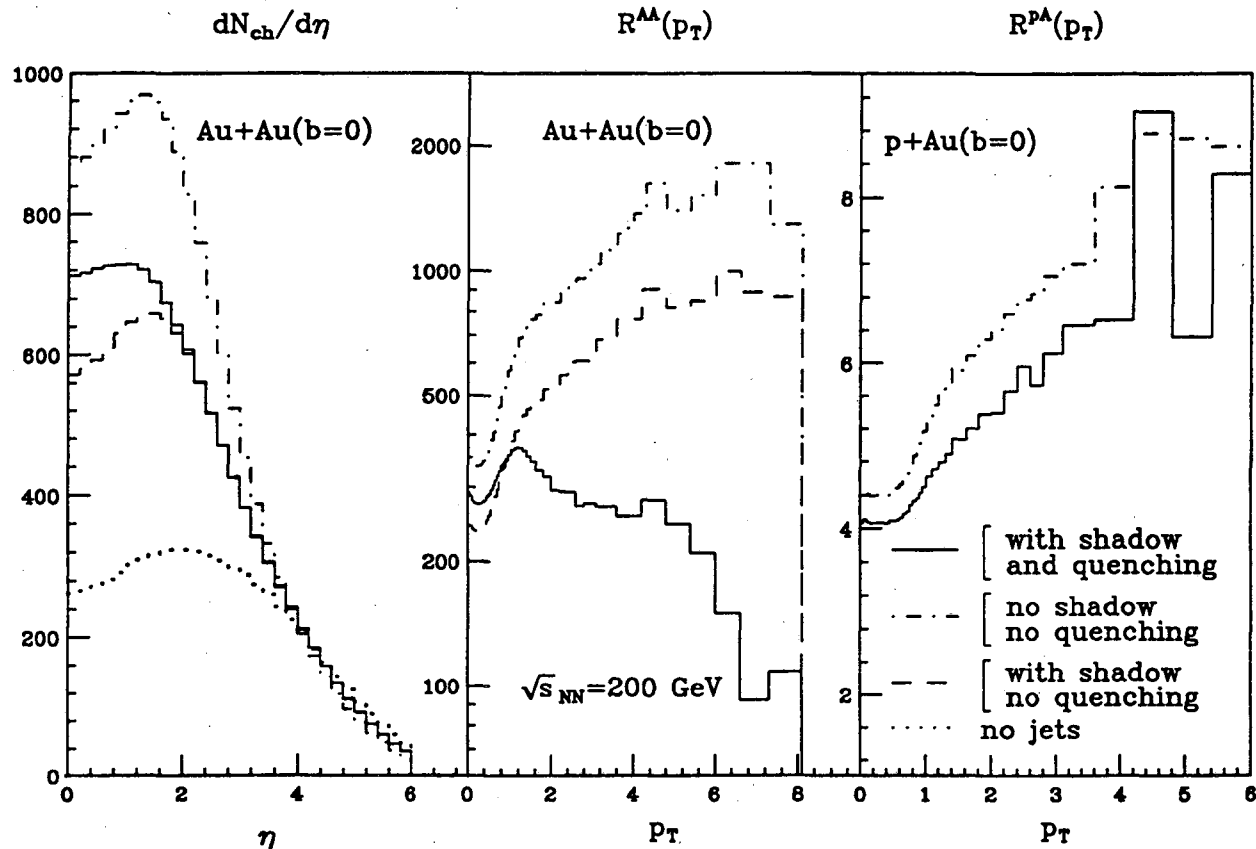 dN_ch/dη
R^AA(p_T)
R^pA(p_T)
1000
800
600
400
200
0
Au+Au(b=0)
0
2
4
6
η
2000
1000
500
200
100
Au+Au(b=0)
√s_NN=200 GeV
0
2
4
6
8
p_T
8
6
4
2
p+Au(b=0)
with shadow
and quenching
no shadow
no quenching
with shadow
no quenching
no jets
0
1
2
3
4
5
6
p_T